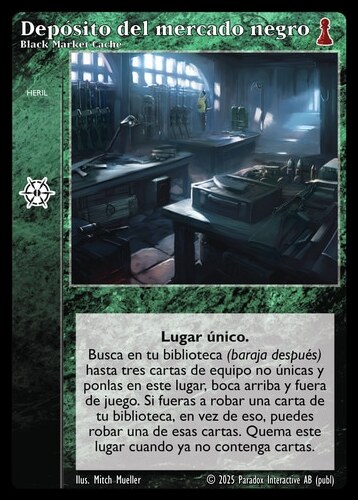 Depósito del mercado negro
Black Market Cache
HERIL
Lugar único.
Busca en tu biblioteca (baraja después)
hasta tres cartas de equipo no únicas y
ponlas en este lugar, boca arriba y fuera
de juego. Si fueras a robar una carta de
tu biblioteca, en vez de eso, puedes
robar una de esas cartas. Quema este
lugar cuando ya no contenga cartas.
Ilus. Mitch Mueller
© 2025 Paradox Interactive AB (publ)